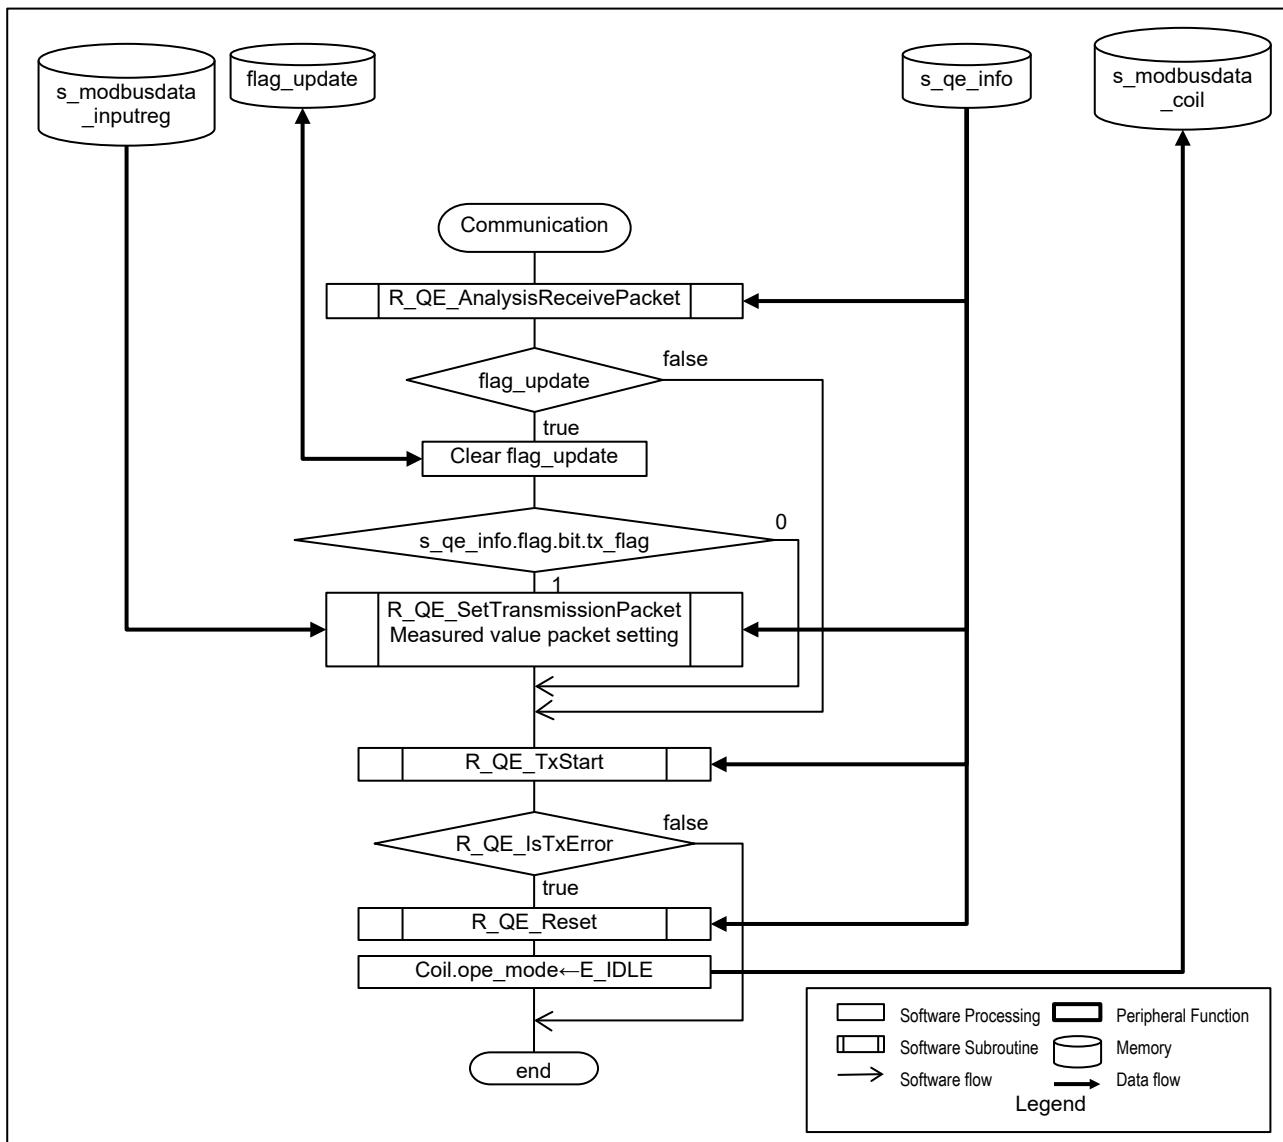 s_modbusdata
_inputreg
flag_update
s_qe_info
s_modbusdata
_coil
Communication
R_QE_AnalysisReceivePacket
false
flag_update
true
Clear flag_update
0
s_qe_info.flag.bit.tx_flag
1
R_QE_SetTransmissionPacket
Measured value packet setting
R_QE_TxStart
false
R_QE_IsTxError
true
R_QE_Reset
Coil.ope_mode←E_IDLE
end
Software Processing
Peripheral Function
Software Subroutine
Memory
Software flow
Data flow
Legend